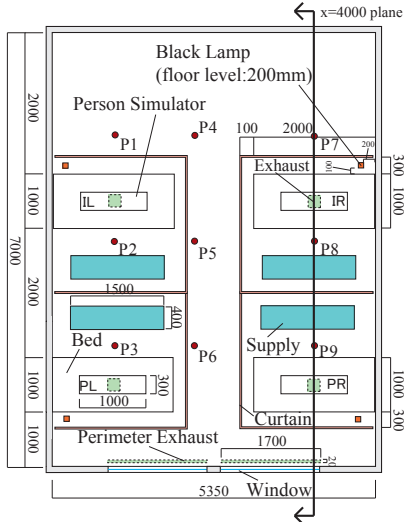 x=4000 plane
Black Lamp
(floor level:200mm)
Person Simulator
P1
P4
100
2000
P7
200
Exhaust
100
300
2000
1000
IL
IR
1000
P2
P5
P8
7000
2000
1500
400
Bed
P3
P6
Supply
P9
1000
PL
300
1000
PR
1000
Curtain
300
1000
Perimeter Exhaust
1700
Window
5350